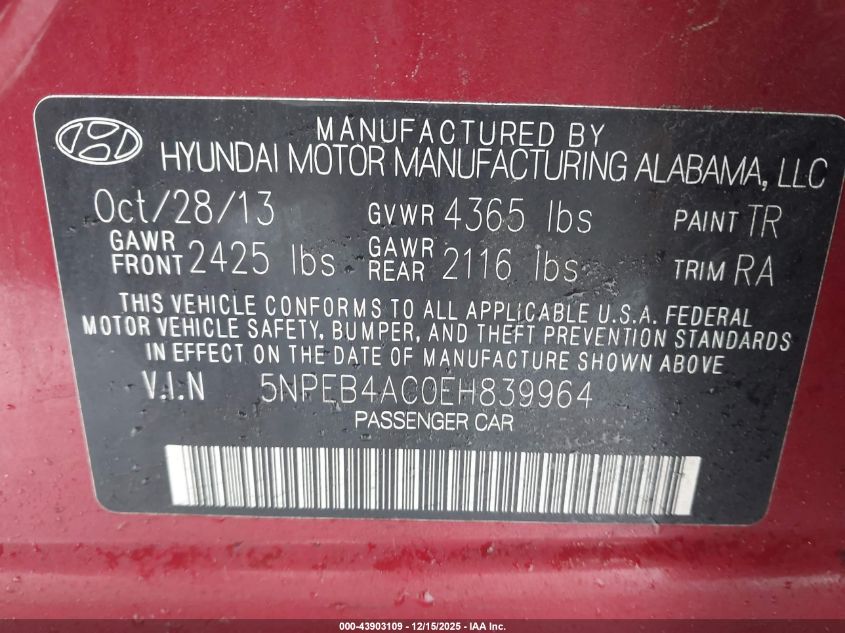 MANUFACTURED BY
HYUNDAI MOTOR MANUFACTURING ALABAMA, LLC
Oct/28/13 GVWR 4365 lbs PAINT TR
GAWR FRONT 2425 lbs GAWR REAR 2116 lbs TRIM RA
THIS VEHICLE CONFORMS TO ALL APPLICABLE U.S.A. FEDERAL
MOTOR VEHICLE SAFETY, BUMPER, AND THEFT PREVENTION STANDARDS
IN EFFECT ON THE DATE OF MANUFACTURE SHOWN ABOVE
V.I.N 5NPEB4AC0EH839964
PASSENGER CAR
000-43903109 - 12/15/2025 - IAA Inc.